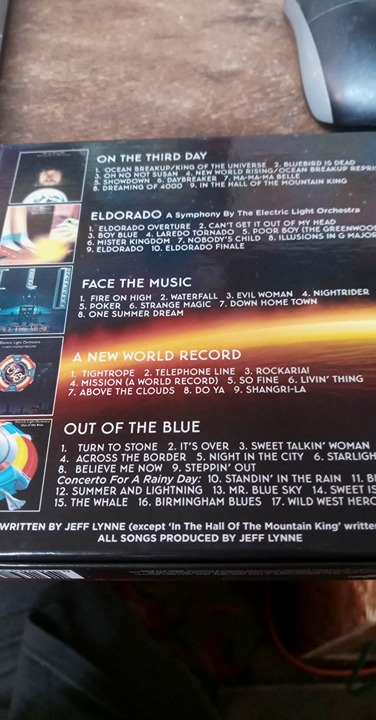 ON THE THIRD DAY
1. OCEAN BREAKUP/KING OF THE UNIVERSE 2. BLUEBIRD IS DEAD
3. OH NO NOT SUSAN 4. NEW WORLD RISING/OCEAN BREAKUP REPRIS
5. SHOWDOWN 6. DAYBREAKER 7. MA-MA-MA BELLE
8. DREAMING OF 4000 9. IN THE HALL OF THE MOUNTAIN KING
ELDORADO A Symphony By The Electric Light Orchestra
1. ELDORADO OVERTURE 2. CAN'T GET IT OUT OF MY HEAD
3. BOY BLUE 4. LAREDO TORNADO 5. POOR BOY (THE GREENWOO
6. MISTER KINGDOM 7. NOBODY'S CHILD 8. ILLUSIONS IN G MAJOR
9. ELDORADO 10. ELDORADO FINALE
FACE THE MUSIC
1. FIRE ON HIGH 2. WATERFALL 3. EVIL WOMAN 4. NIGHTRIDER
5. POKER 6. STRANGE MAGIC 7. DOWN HOME TOWN
8. ONE SUMMER DREAM
A NEW WORLD RECORD
1. TIGHTROPE 2. TELEPHONE LINE 3. ROCKARIA!
4. MISSION (A WORLD RECORD) 5. SO FINE 6. LIVIN' THING
7. ABOVE THE CLOUDS 8. DO YA 9. SHANGRI-LA
Out of the Blue
OUT OF THE BLUE
1. TURN TO STONE 2. IT'S OVER 3. SWEET TALKIN' WOMAN
4. ACROSS THE BORDER 5. NIGHT IN THE CITY 6. STARLIGH
8. BELIEVE ME NOW 9. STEPPIN' OUT
Concerto For A Rainy Day: 10. STANDIN' IN THE RAIN 11. BI
12. SUMMER AND LIGHTNING 13. MR. BLUE SKY 14. SWEET IS
15. THE WHALE 16. BIRMINGHAM BLUES 17. WILD WEST HERO
WRITTEN BY JEFF LYNNE (except 'In The Hall Of The Mountain King' writte
ALL SONGS PRODUCED BY JEFF LYNNE